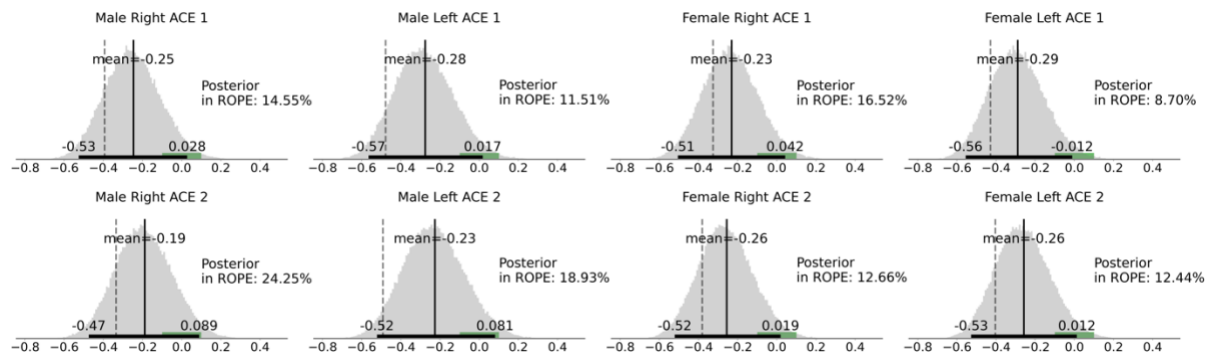 Male Right ACE 1
mean=-0.25
Posterior
in ROPE: 14.55%
-0.53 0.028
−0.8 −0.6 −0.4 −0.2 0.0 0.2 0.4
Male Left ACE 1
mean=-0.28
Posterior
in ROPE: 11.51%
-0.57 0.017
−0.8 −0.6 −0.4 −0.2 0.0 0.2 0.4
Female Right ACE 1
mean=-0.23
Posterior
in ROPE: 16.52%
-0.51 0.042
−0.8 −0.6 −0.4 −0.2 0.0 0.2 0.4
Female Left ACE 1
mean=-0.29
Posterior
in ROPE: 8.70%
-0.56 -0.012
−0.8 −0.6 −0.4 −0.2 0.0 0.2 0.4
Male Right ACE 2
mean=-0.19
Posterior
in ROPE: 24.25%
-0.47 0.089
−0.8 −0.6 −0.4 −0.2 0.0 0.2 0.4
Male Left ACE 2
mean=-0.23
Posterior
in ROPE: 18.93%
-0.52 0.081
−0.8 −0.6 −0.4 −0.2 0.0 0.2 0.4
Female Right ACE 2
mean=-0.26
Posterior
in ROPE: 12.66%
-0.52 0.019
−0.8 −0.6 −0.4 −0.2 0.0 0.2 0.4
Female Left ACE 2
mean=-0.26
Posterior
in ROPE: 12.44%
-0.53 0.012
−0.8 −0.6 −0.4 −0.2 0.0 0.2 0.4